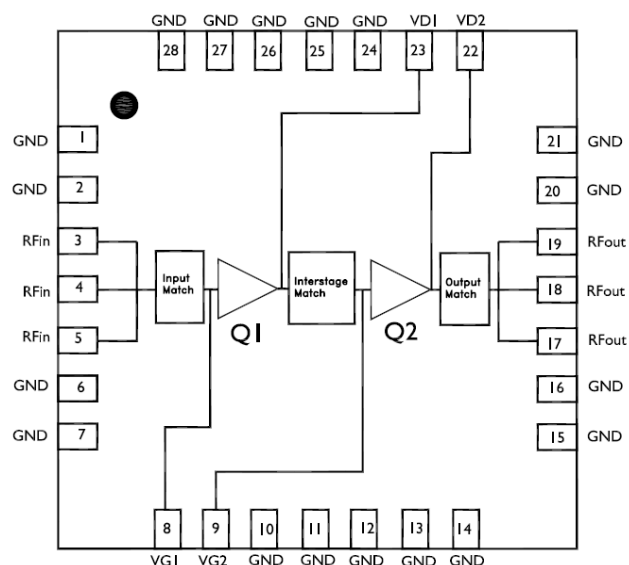 GND GND GND GND GND VD1 VD2
28 27 26 25 24 23 22
GND 1
GND 2
RFin 3
RFin 4
RFin 5
GND 6
GND 7
Input
Match
Q1
Interstage
Match
Q2
Output
Match
21 GND
20 GND
19 RFout
18 RFout
17 RFout
16 GND
15 GND
8 9 10 11 12 13 14
VG1 VG2 GND GND GND GND GND